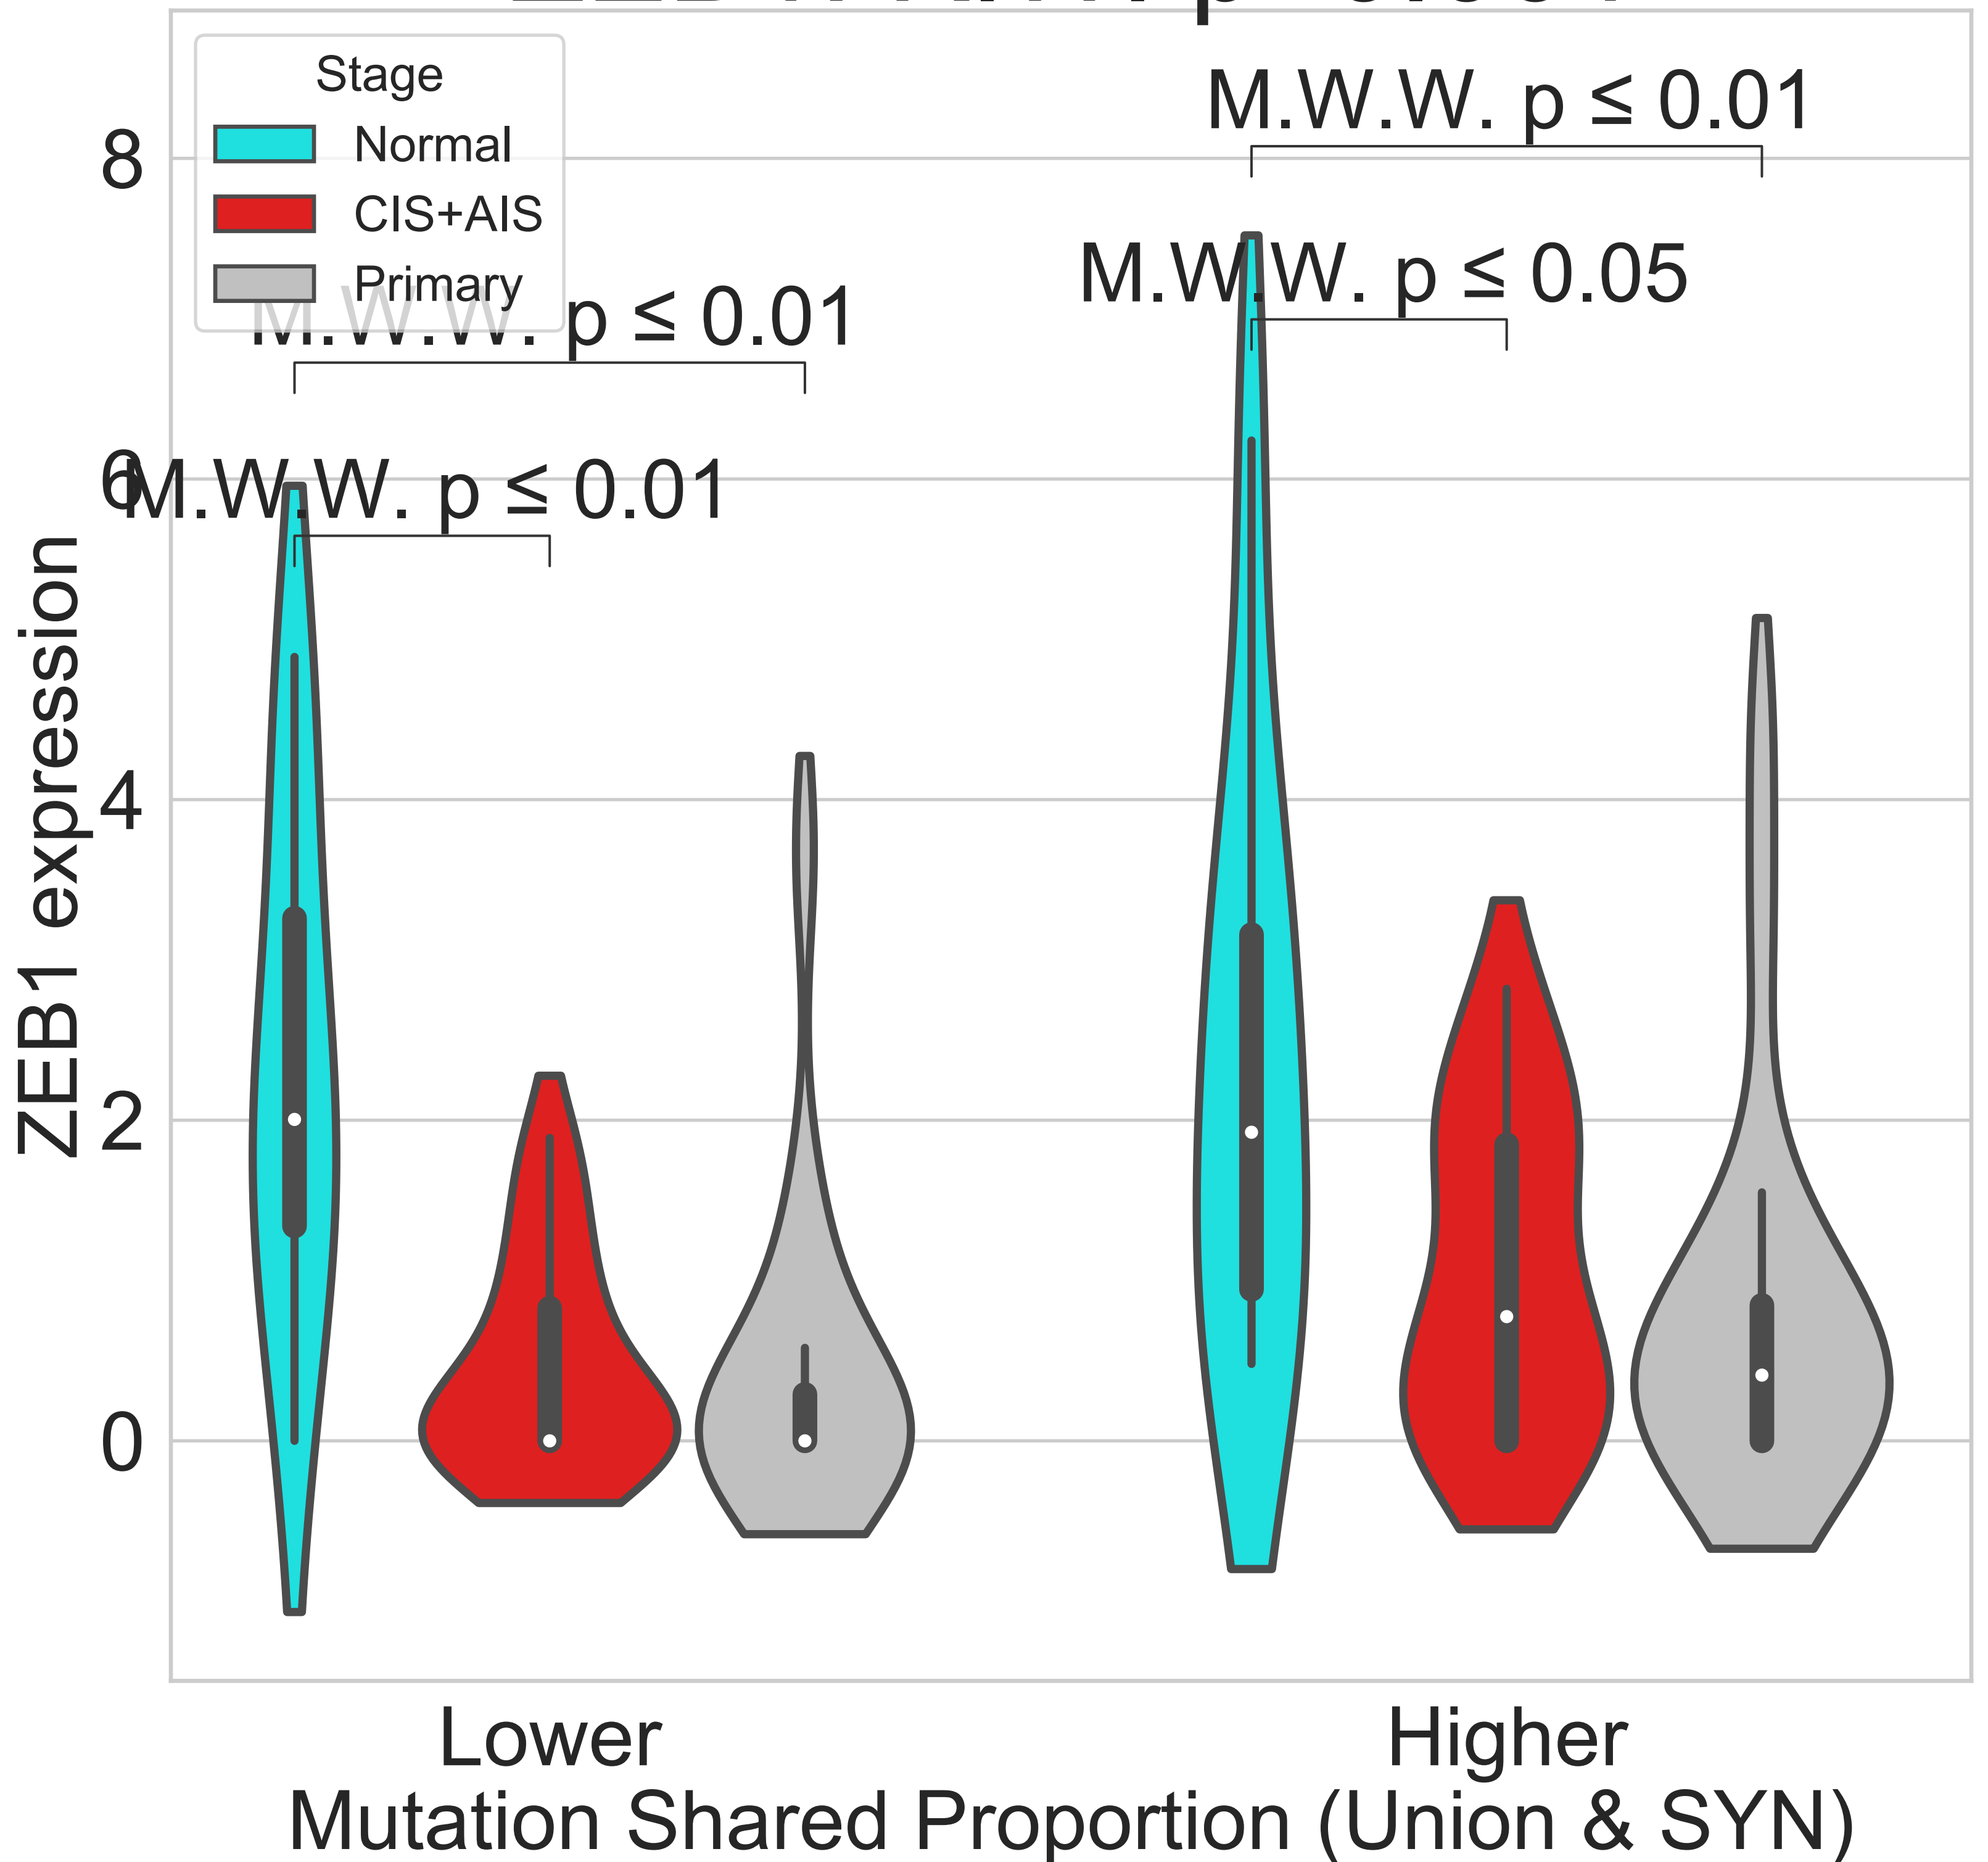 Stage
Normal
CIS+AIS
Primary
M.W.W. p ≤ 0.01
M.W.W. p ≤ 0.05
M.W.W. p ≤ 0.01
M.W.W. p ≤ 0.01
8
6
4
2
0
ZEB1 expression
Lower
Higher
Mutation Shared Proportion (Union & SYN)